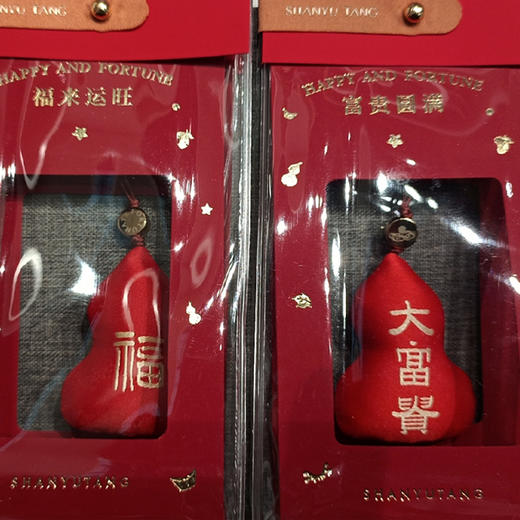 SHANYU TANG
HAPPY AND FORTUNE
福来运旺
福
SHANYUTANG
SHANYU TANG
HAPPY AND FORTUNE
富贵圆满
大富贵
SHANYUTANG